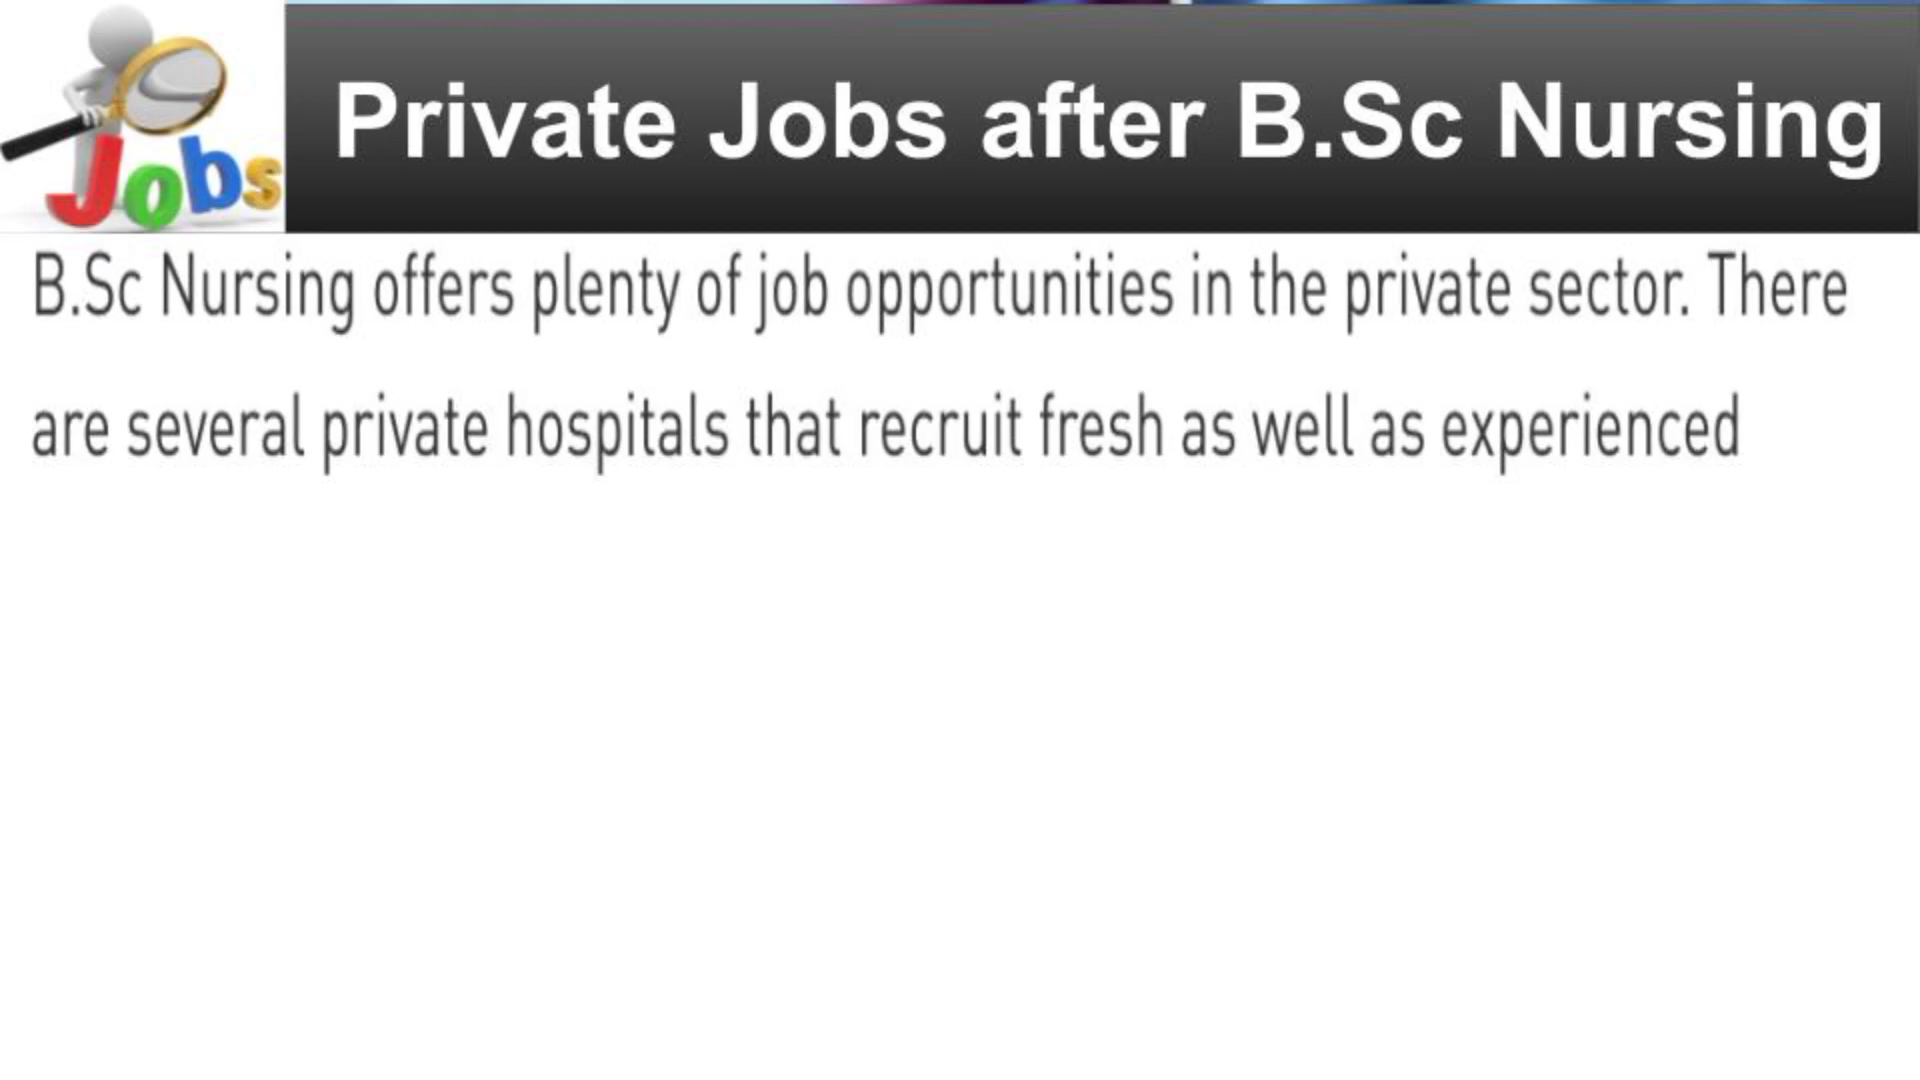 Jobs
Private Jobs after B.Sc Nursing
B.Sc Nursing offers plenty of job opportunities in the private sector. There
are several private hospitals that recruit fresh as well as experienced